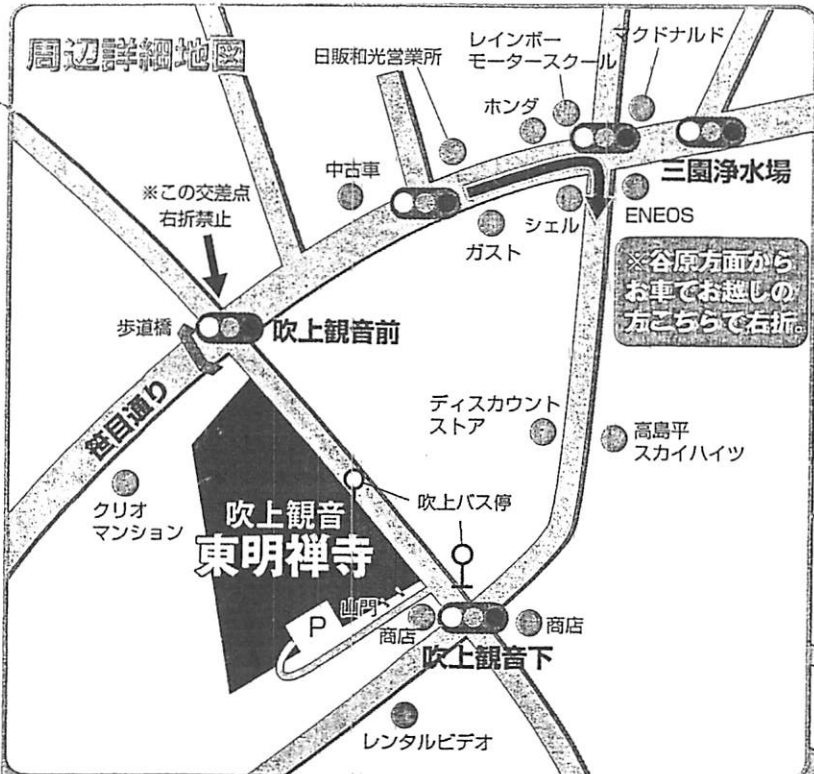 周辺詳細地図
日阪和光営業所
レインボー
モータースクール
マクドナルド
ホンダ
中古車
三園浄水場
※この交差点
右折禁止
ガスト
シェル
ENEOS
※谷原方面から
お車でお越しの
方こちらで右折。
歩道橋
吹上観音前
笹目通り
ディスカウント
ストア
高島平
スカイハイツ
クリオ
マンション
吹上観音
東明禅寺
吹上バス停
山門
P
商店
商店
吹上観音下
レンタルビデオ